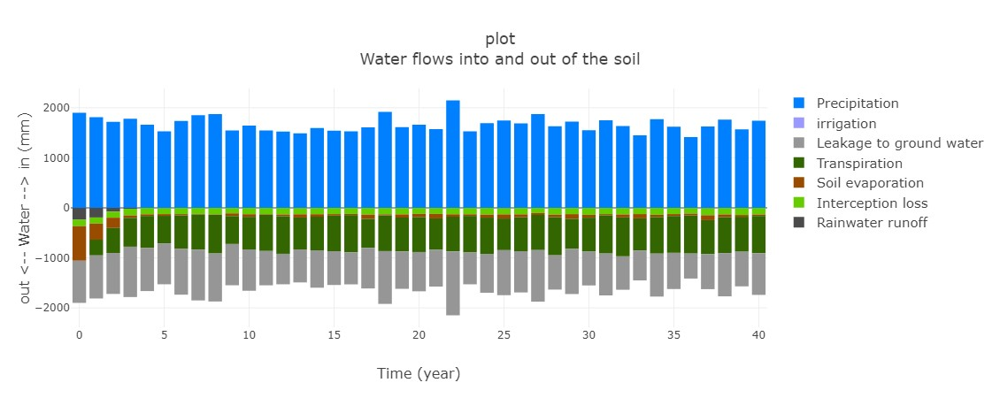 plot
Water flows into and out of the soil
out <-- Water --> in (mm)
2000
1000
0
−1000
−2000
0
5
10
15
20
25
30
35
40
Time (year)
Precipitation
irrigation
Leakage to ground water
Transpiration
Soil evaporation
Interception loss
Rainwater runoff